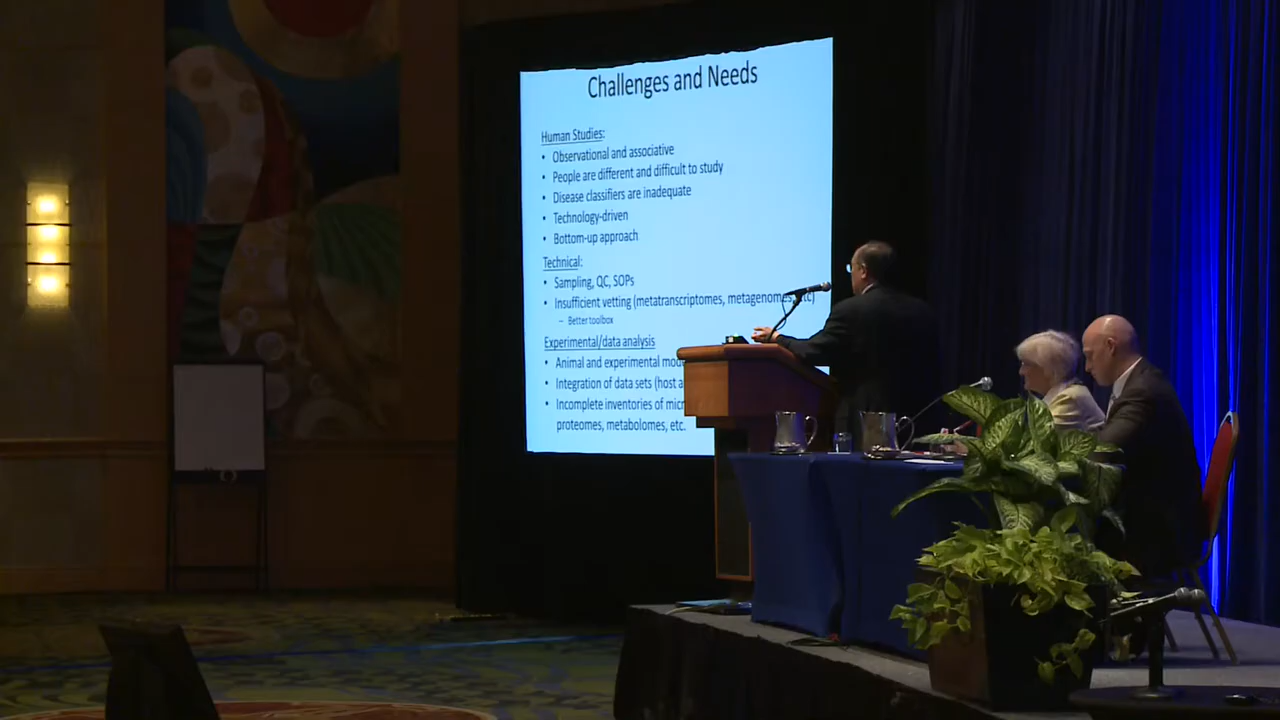 Challenges and Needs
Human Studies:
• Observational and associative
• People are different and difficult to study
• Disease classifiers are inadequate
• Technology-driven
• Bottom-up approach
Technical:
• Sampling, QC, SOPs
• Insufficient vetting (metatranscriptomes, metagenomes, etc)
– Better toolbox
Experimental/data analysis
• Animal and experimental
• Integration of data sets (host
• Incomplete inventories of
proteomes, metabolomes, etc.